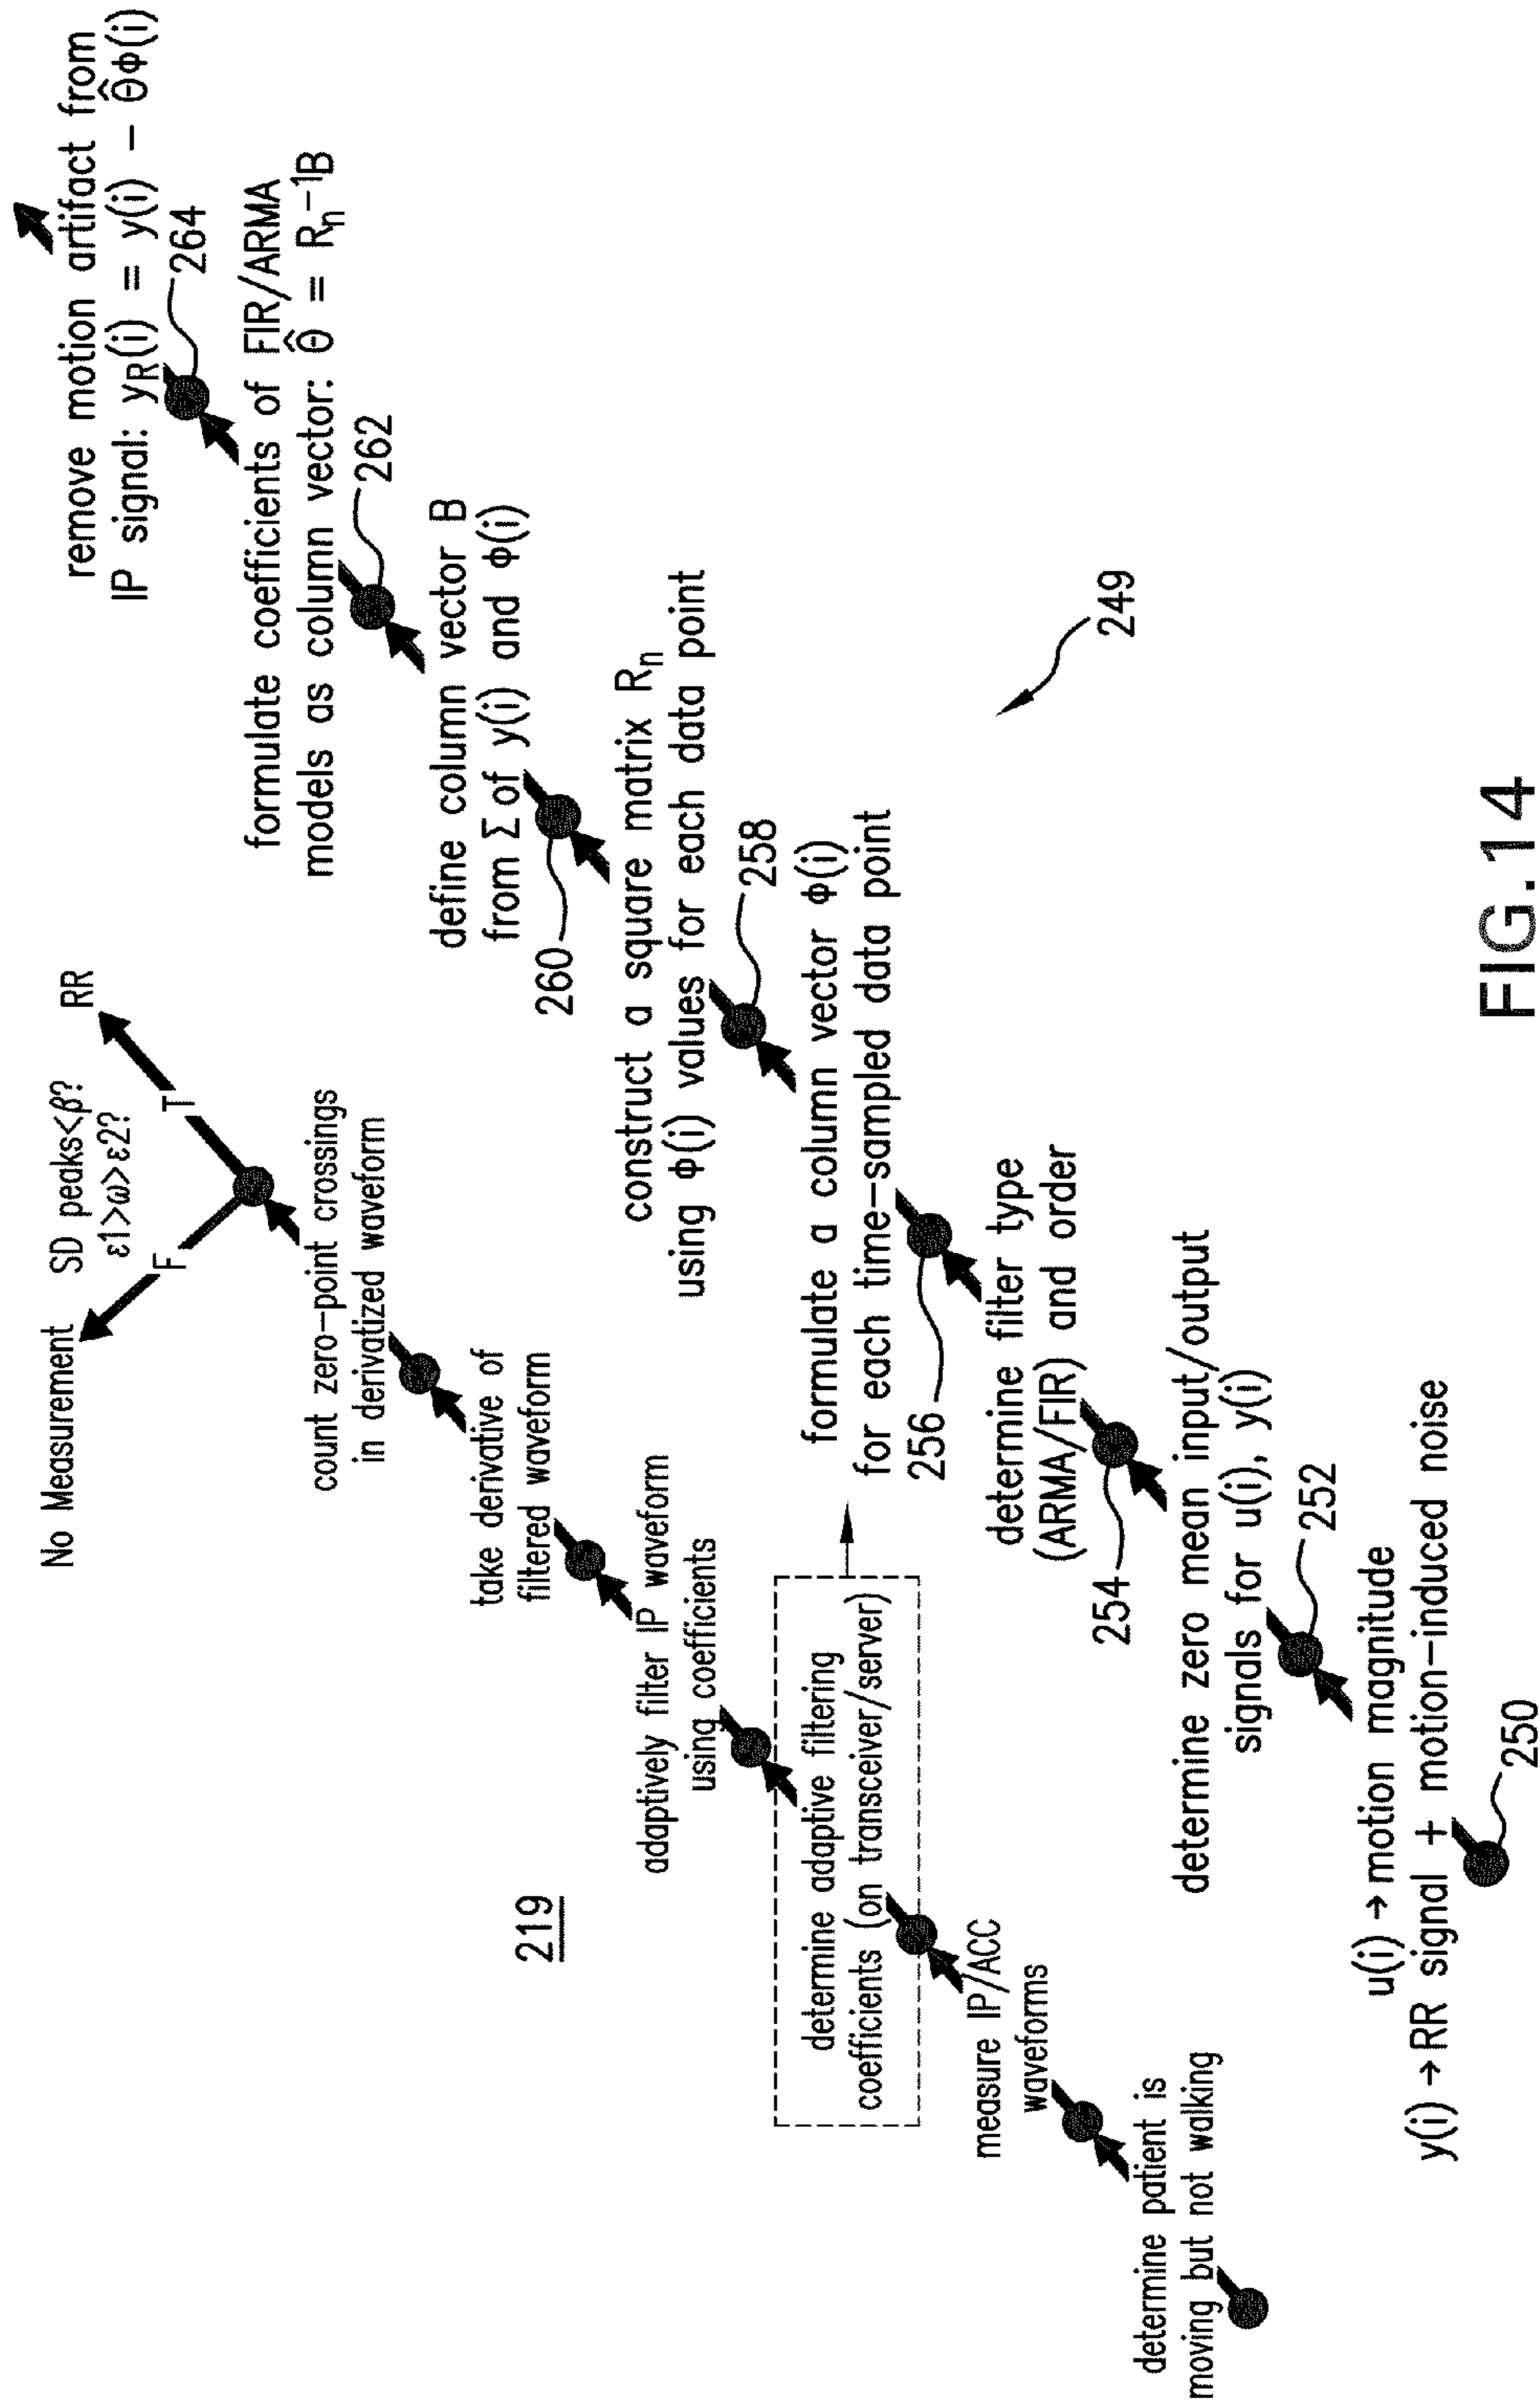 219
No Measurement
SD peaks<β?
ε1>ω>ε2?
F
T
RR
count zero-point crossings
in derivatized waveform
take derivative of
filtered waveform
adaptively filter IP waveform
using coefficients
determine adaptive filtering
coefficients (on transceiver/server)
measure IP/ACC
waveforms
determine patient is
moving but not walking
remove motion artifact from
IP signal: yR(i) = y(i) − θ̂ϕ(i)
264
formulate coefficients of FIR/ARMA
models as column vector: θ̂ = Rn−1B
262
define column vector B
from Σ of y(i) and ϕ(i)
260
construct a square matrix Rn
using ϕ(i) values for each data point
258
formulate a column vector ϕ(i)
for each time-sampled data point
256
determine filter type
(ARMA/FIR) and order
254
determine zero mean input/output
signals for u(i), y(i)
252
u(i) → motion magnitude
y(i) → RR signal + motion-induced noise
250
249
FIG.14